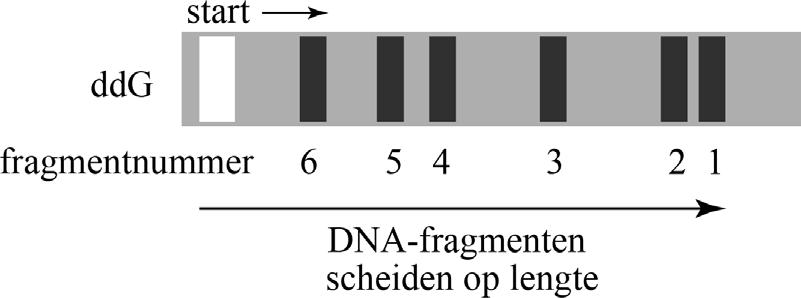 start
ddG
fragmentnummer 6 5 4 3 2 1
DNA-fragmenten
scheiden op lengte